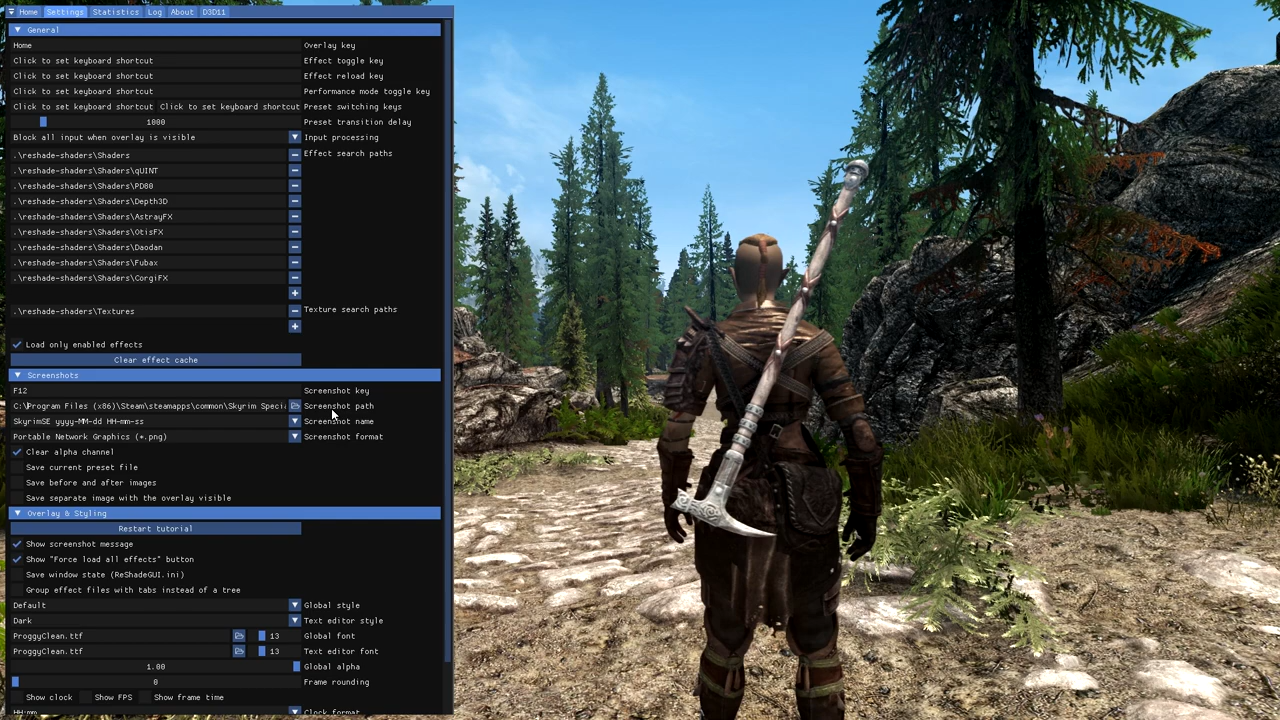 Home Settings Statistics Log About D3D11
General
Home Overlay key
Click to set keyboard shortcut Effect toggle key
Click to set keyboard shortcut Effect reload key
Click to set keyboard shortcut Performance mode toggle key
Click to set keyboard shortcut Click to set keyboard shortcut Preset switching keys
1000 Preset transition delay
Block all input when overlay is visible Input processing
.\reshade-shaders\Shaders Effect search paths
.\reshade-shaders\Shaders\qUINT
.\reshade-shaders\Shaders\PD80
.\reshade-shaders\Shaders\Depth3D
.\reshade-shaders\Shaders\AstrayFX
.\reshade-shaders\Shaders\OtisFX
.\reshade-shaders\Shaders\Daodan
.\reshade-shaders\Shaders\Fubax
.\reshade-shaders\Shaders\CorgiFX
.\reshade-shaders\Textures Texture search paths
Load only enabled effects
Clear effect cache
Screenshots
F12 Screenshot key
C:\Program Files (x86)\Steam\steamapps\common\Skyrim Speci Screenshot path
SkyrimSE yyyy-MM-dd HH-mm-ss Screenshot name
Portable Network Graphics (*.png) Screenshot format
Clear alpha channel
Save current preset file
Save before and after images
Save separate image with the overlay visible
Overlay & Styling
Restart tutorial
Show screenshot message
Show "Force load all effects" button
Save window state (ReShadeGUI.ini)
Group effect files with tabs instead of a tree
Default Global style
Dark Text editor style
ProggyClean.ttf 13 Global font
ProggyClean.ttf 13 Text editor font
1.00 Global alpha
0 Frame rounding
Show clock Show FPS Show frame time
HH:mm Clock format